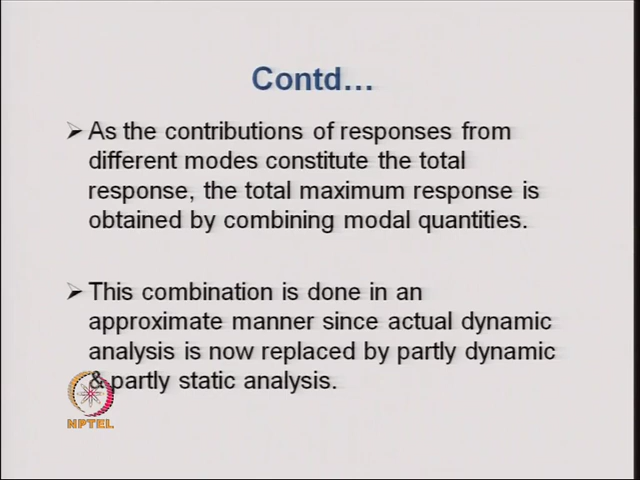 Contd...
➢ As the contributions of responses from
different modes constitute the total
response, the total maximum response is
obtained by combining modal quantities.
➢ This combination is done in an
approximate manner since actual dynamic
analysis is now replaced by partly dynamic
& partly static analysis.
NPTEL